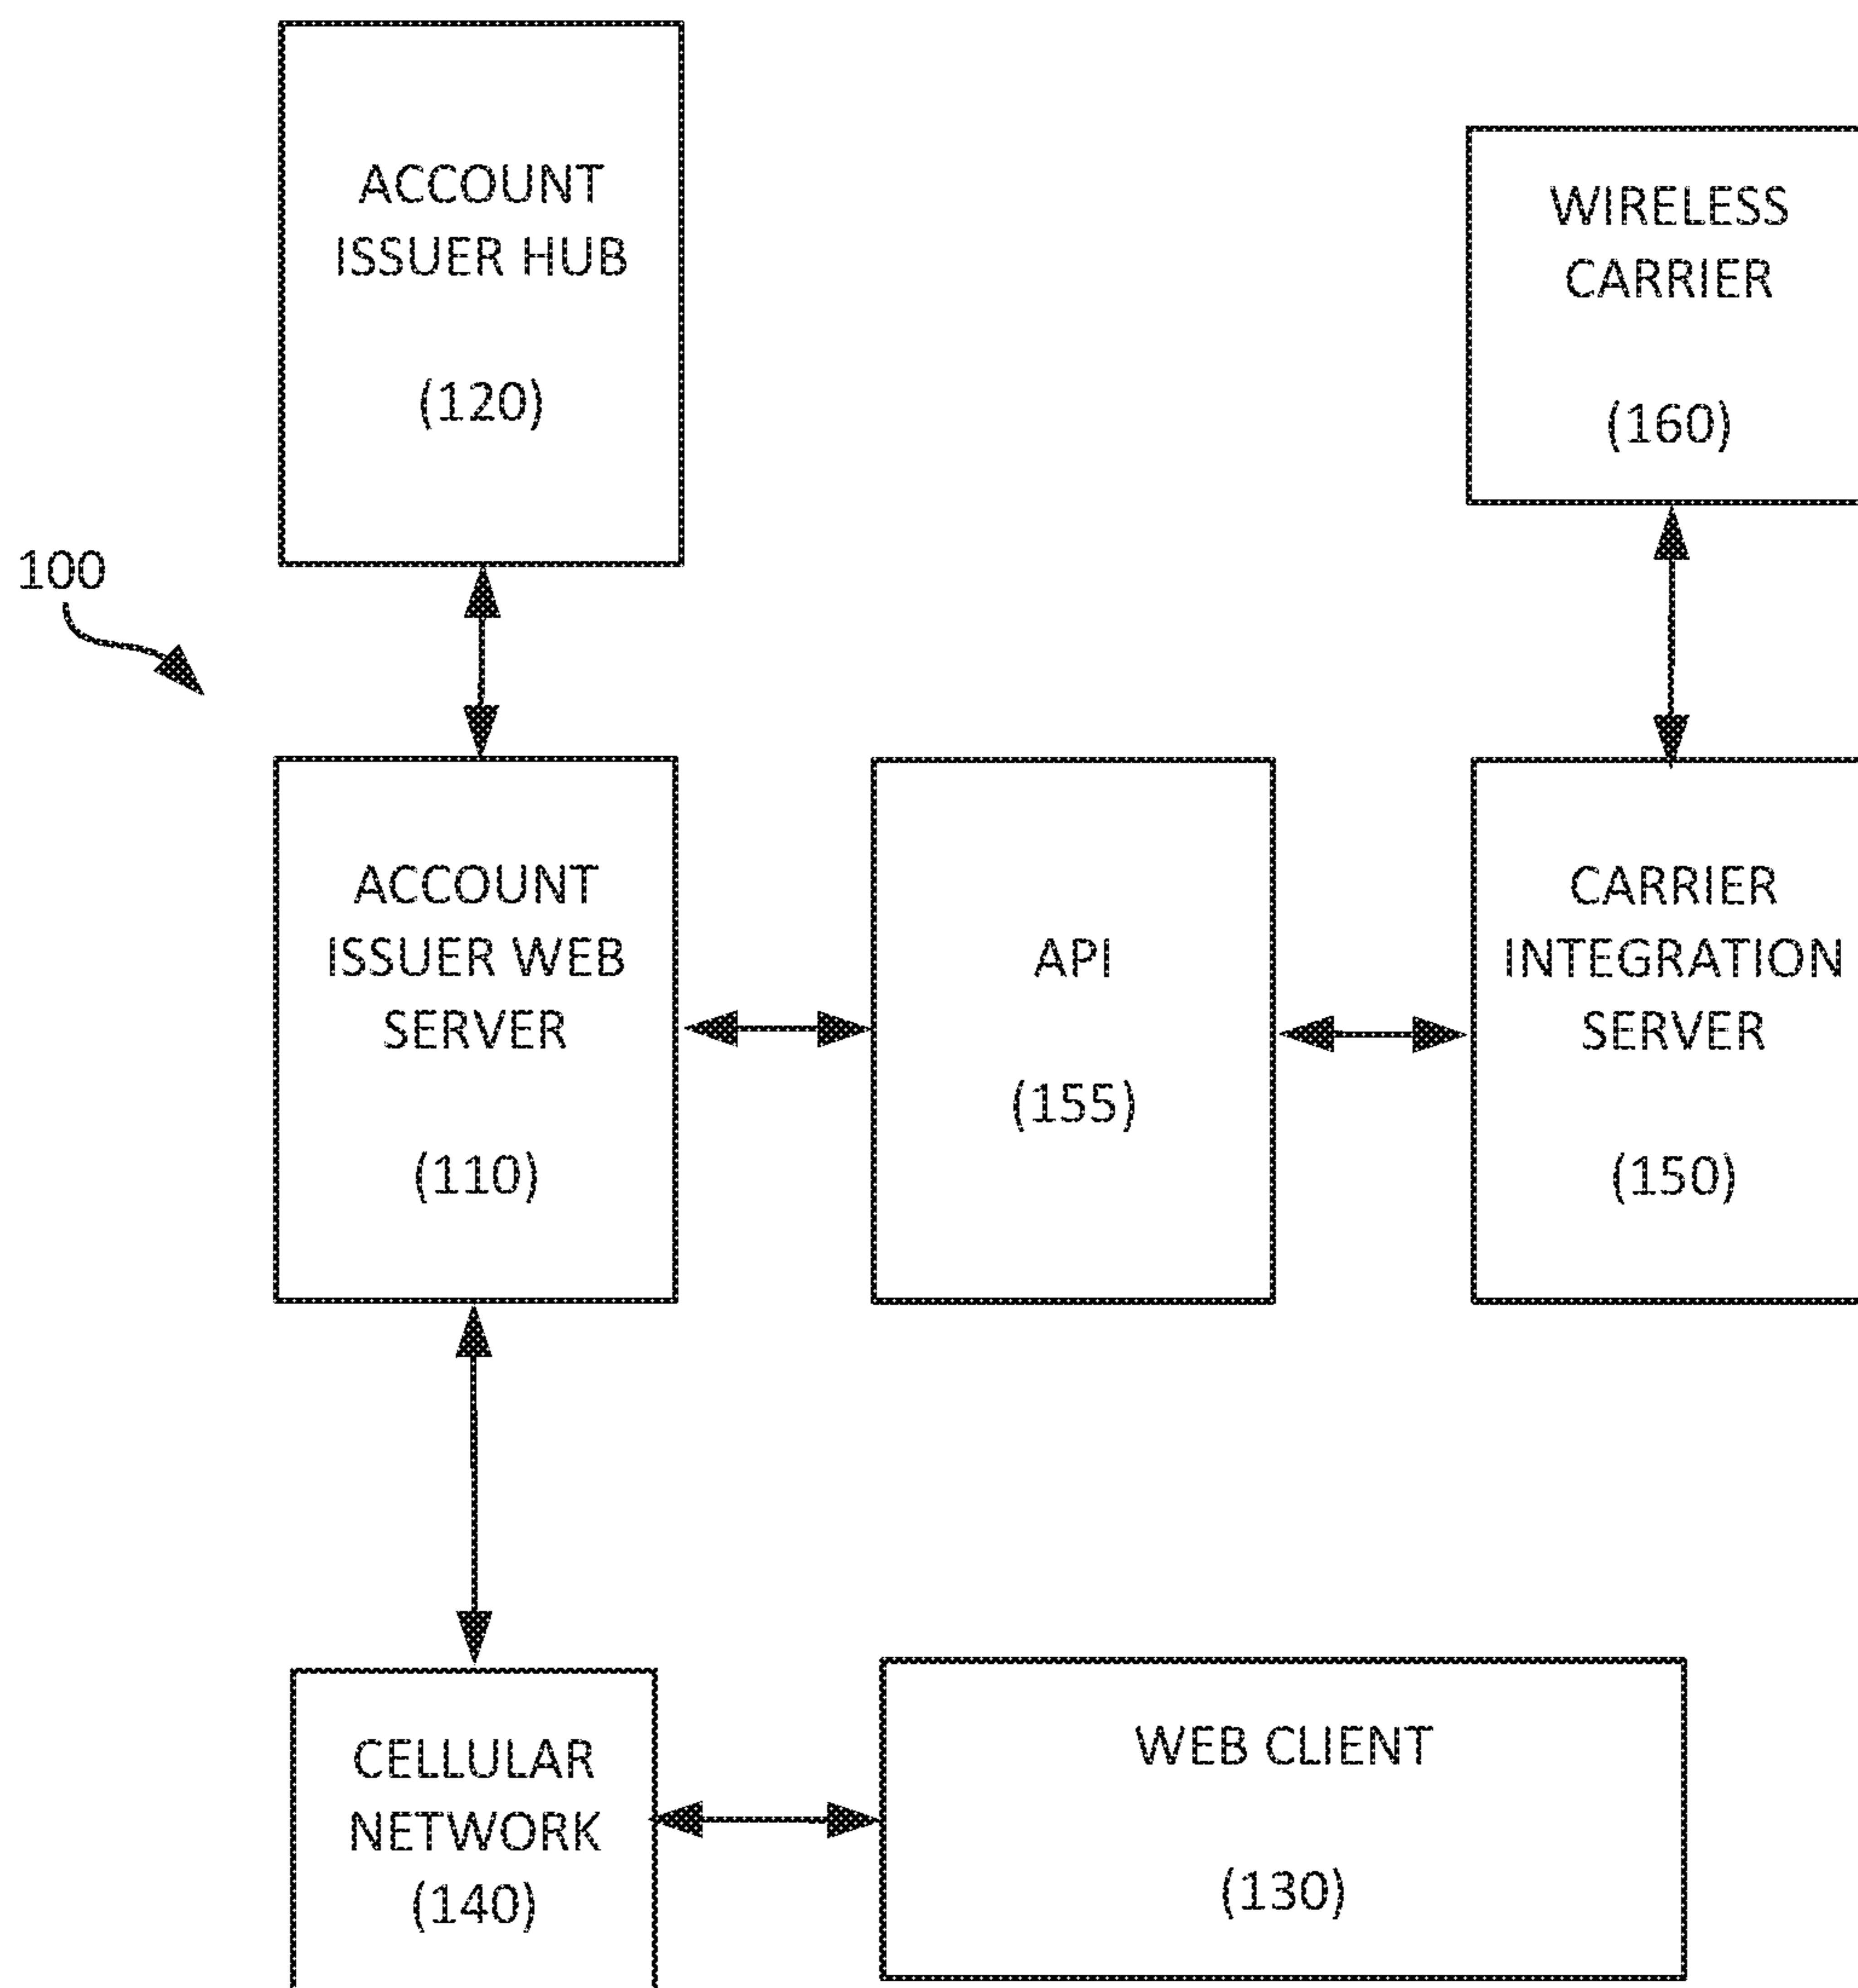 ACCOUNT
ISSUER HUB
(120)
WIRELESS
CARRIER
(160)
100
ACCOUNT
ISSUER WEB
SERVER
(110)
API
(155)
CARRIER
INTEGRATION
SERVER
(150)
CELLULAR
NETWORK
(140)
WEB CLIENT
(130)